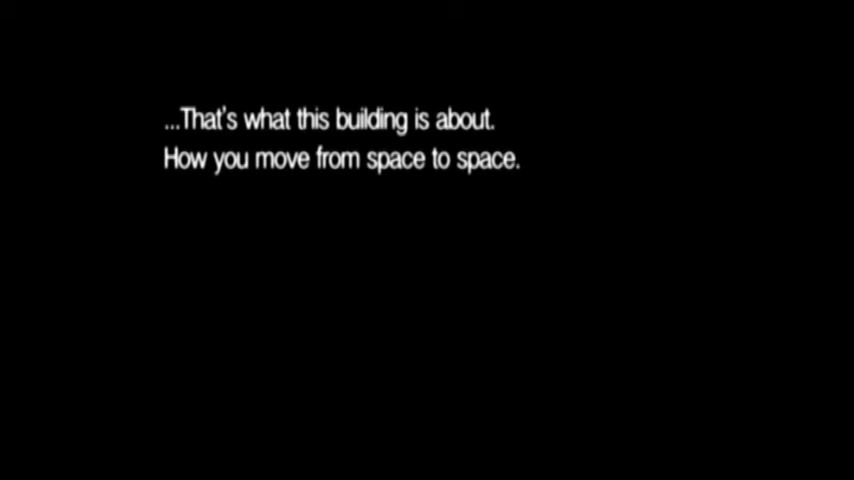 ...That's what this building is about.
How you move from space to space.